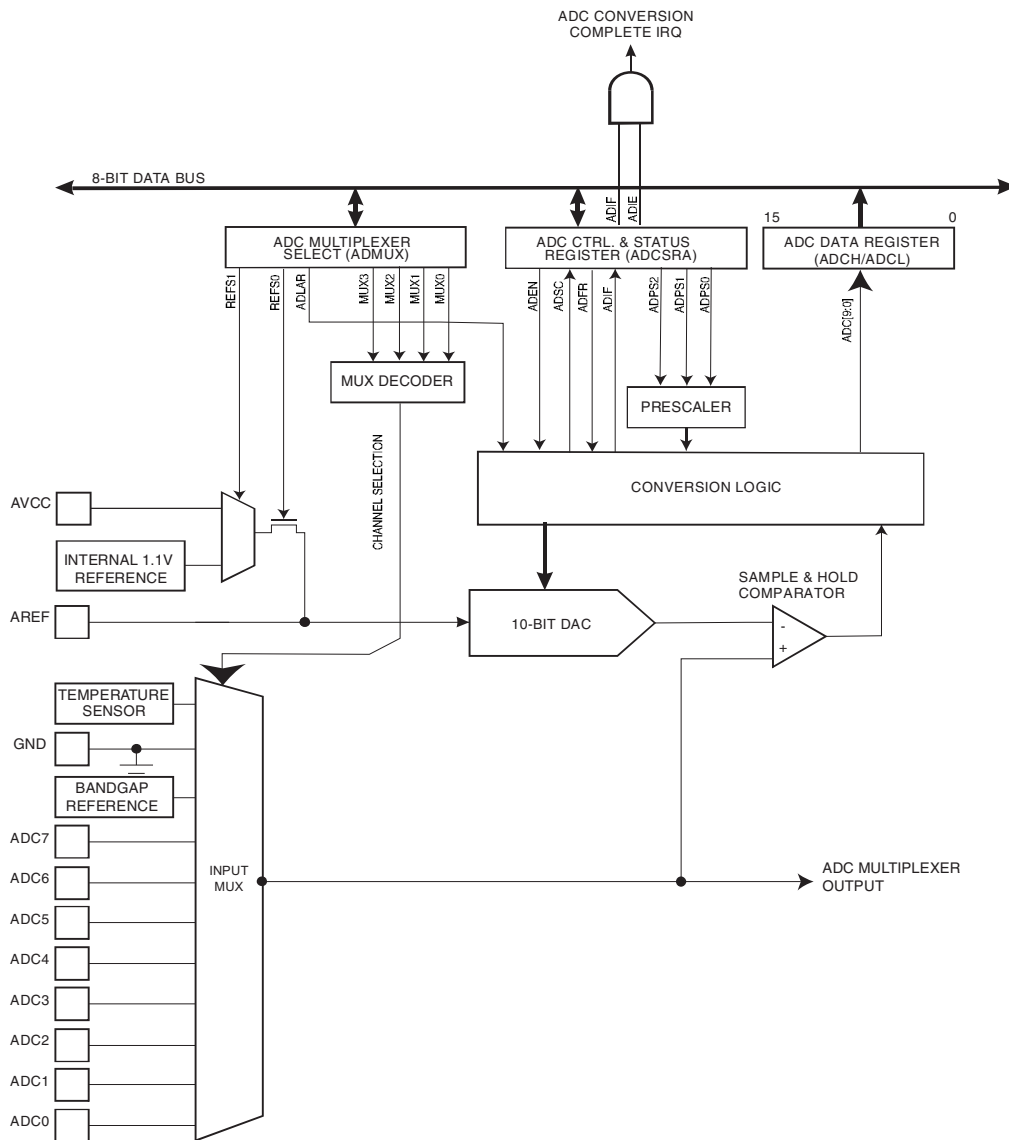 ADC CONVERSION
COMPLETE IRQ
8-BIT DATA BUS
ADIF
ADIE
15
0
ADC MULTIPLEXER
SELECT (ADMUX)
ADC CTRL. & STATUS
REGISTER (ADCSRA)
ADC DATA REGISTER
(ADCH/ADCL)
REFS1
REFS0
ADLAR
MUX3
MUX2
MUX1
MUX0
ADEN
ADSC
ADFR
ADIF
ADPS2
ADPS1
ADPS0
ADC[9:0]
MUX DECODER
PRESCALER
CHANNEL SELECTION
CONVERSION LOGIC
AVCC
INTERNAL 1.1V
REFERENCE
AREF
SAMPLE & HOLD
COMPARATOR
10-BIT DAC
-
+
TEMPERATURE
SENSOR
GND
BANDGAP
REFERENCE
ADC7
ADC6
ADC5
ADC4
ADC3
ADC2
ADC1
ADC0
INPUT
MUX
ADC MULTIPLEXER
OUTPUT